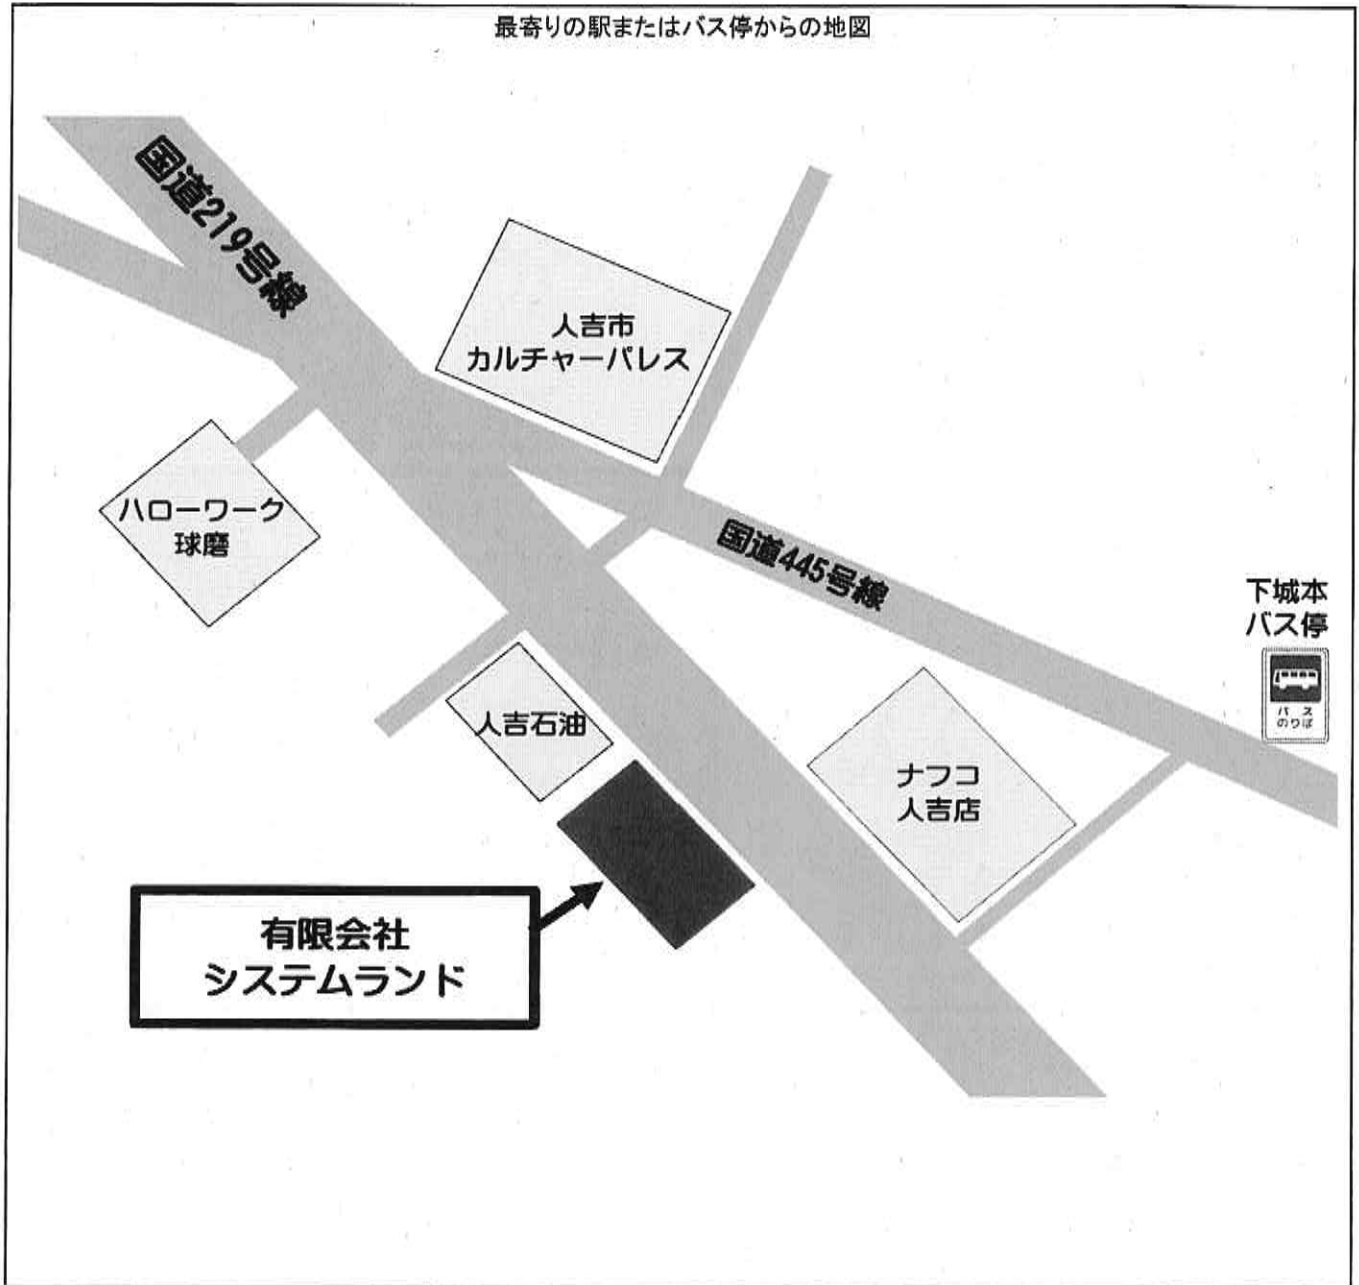 最寄りの駅またはバス停からの地図
国道219号線
人吉市
カルチャーパレス
ハローワーク
球磨
国道445号線
下城本
バス停
バス
のりば
人吉石油
ナフコ
人吉店
有限会社
システムランド